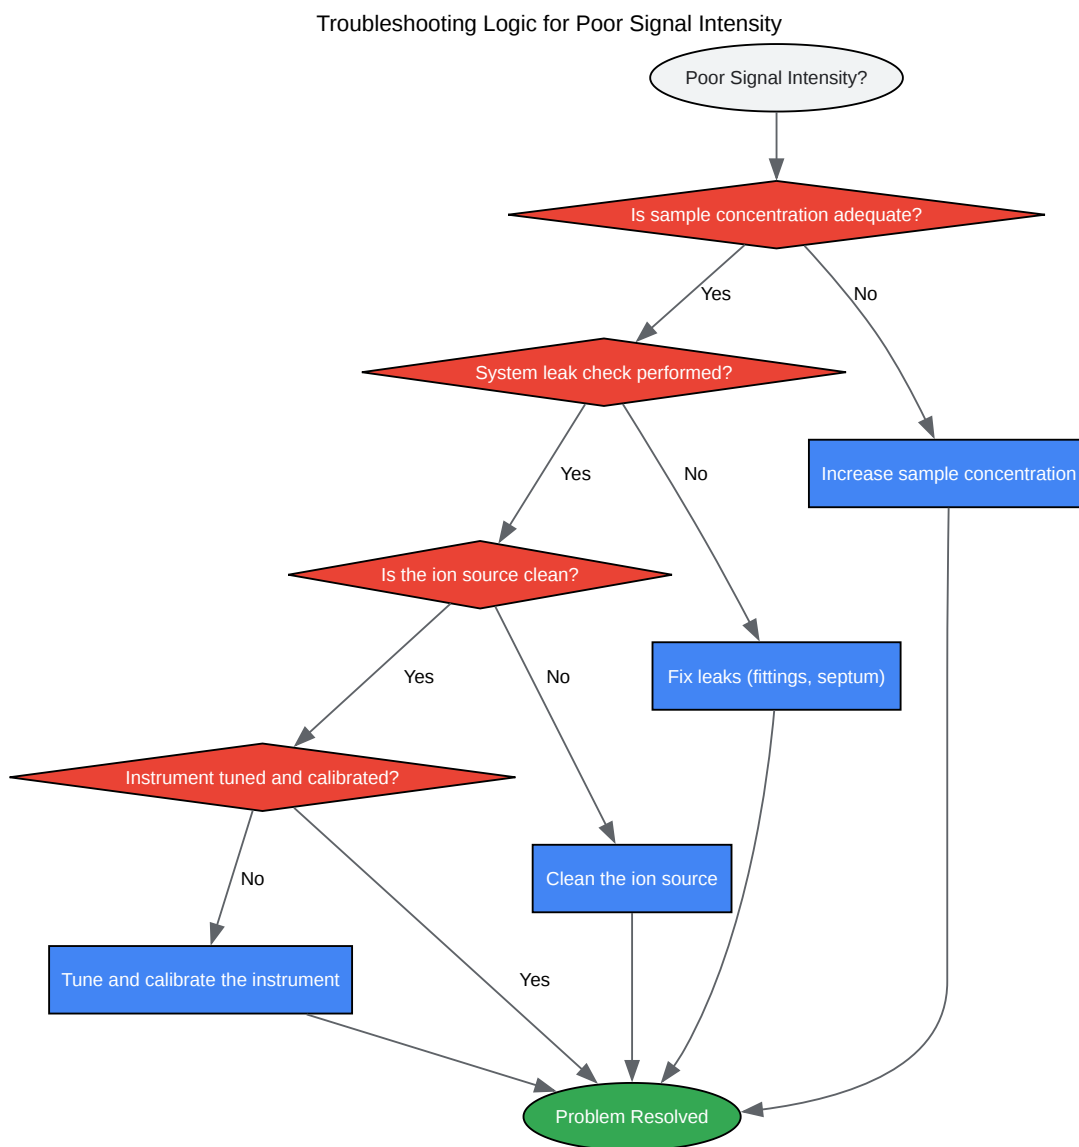 Troubleshooting Logic for Poor Signal Intensity
Poor Signal Intensity?
Is sample concentration adequate?
Yes
No
System leak check performed?
Increase sample concentration
Yes
No
Is the ion source clean?
Fix leaks (fittings, septum)
Yes
No
Instrument tuned and calibrated?
Clean the ion source
No
Tune and calibrate the instrument
Yes
Problem Resolved